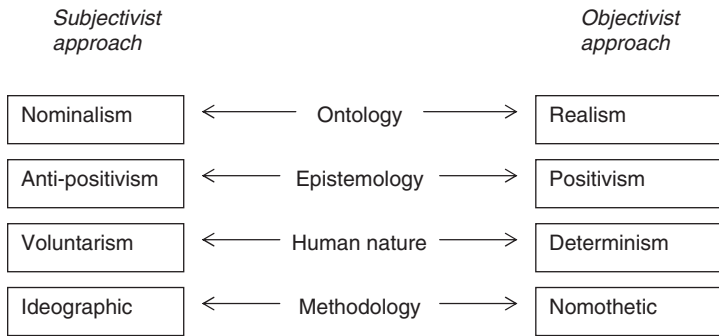 Subjectivist
approach
Objectivist
approach
Nominalism Ontology Realism
Anti-positivism Epistemology Positivism
Voluntarism Human nature Determinism
Ideographic Methodology Nomothetic